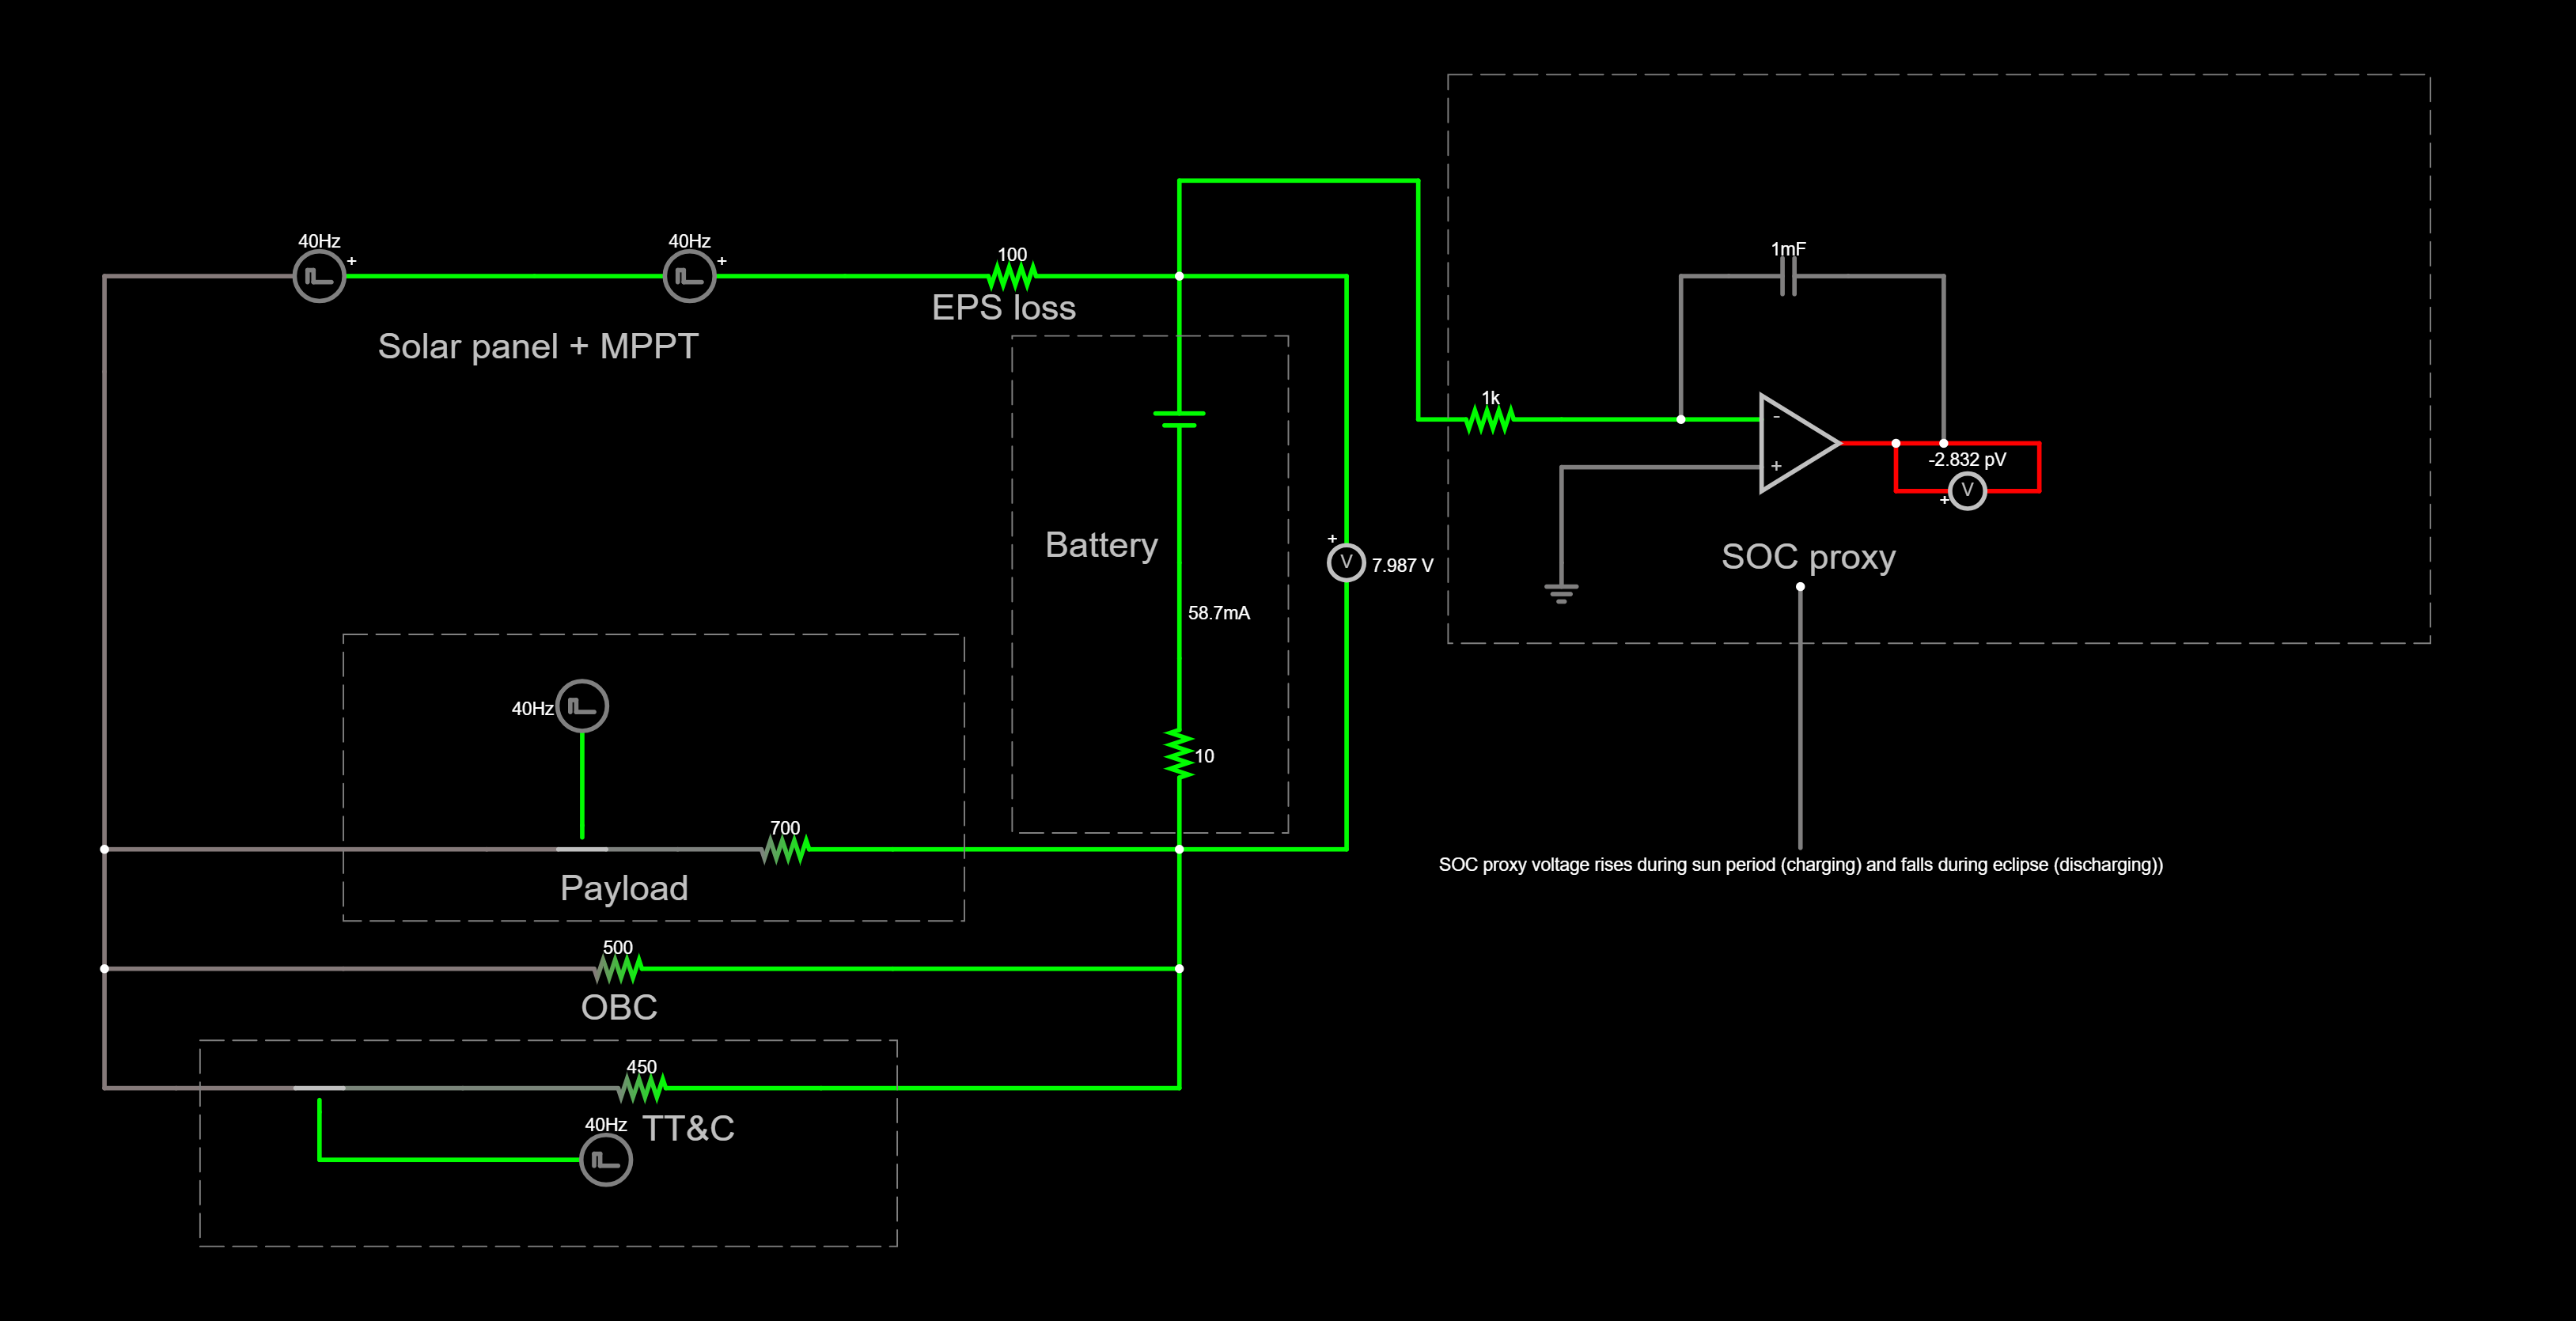 40Hz
+
40Hz
+
Solar panel + MPPT
100
EPS loss
Battery
58.7mA
10
+
V
7.987 V
1k
1mF
-
+
-2.832 pV
+
V
SOC proxy
SOC proxy voltage rises during sun period (charging) and falls during eclipse (discharging))
40Hz
700
Payload
500
OBC
450
TT&C
40Hz